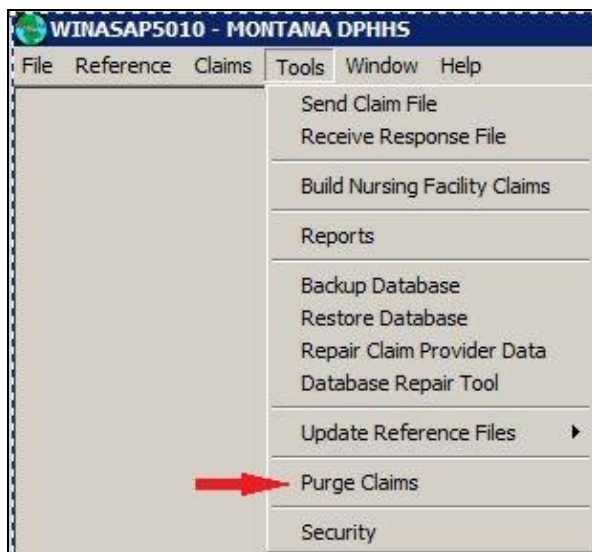 WINASAP5010 - MONTANA DPHHS
File Reference Claims Tools Window Help
Send Claim File
Receive Response File
Build Nursing Facility Claims
Reports
Backup Database
Restore Database
Repair Claim Provider Data
Database Repair Tool
Update Reference Files
Purge Claims
Security